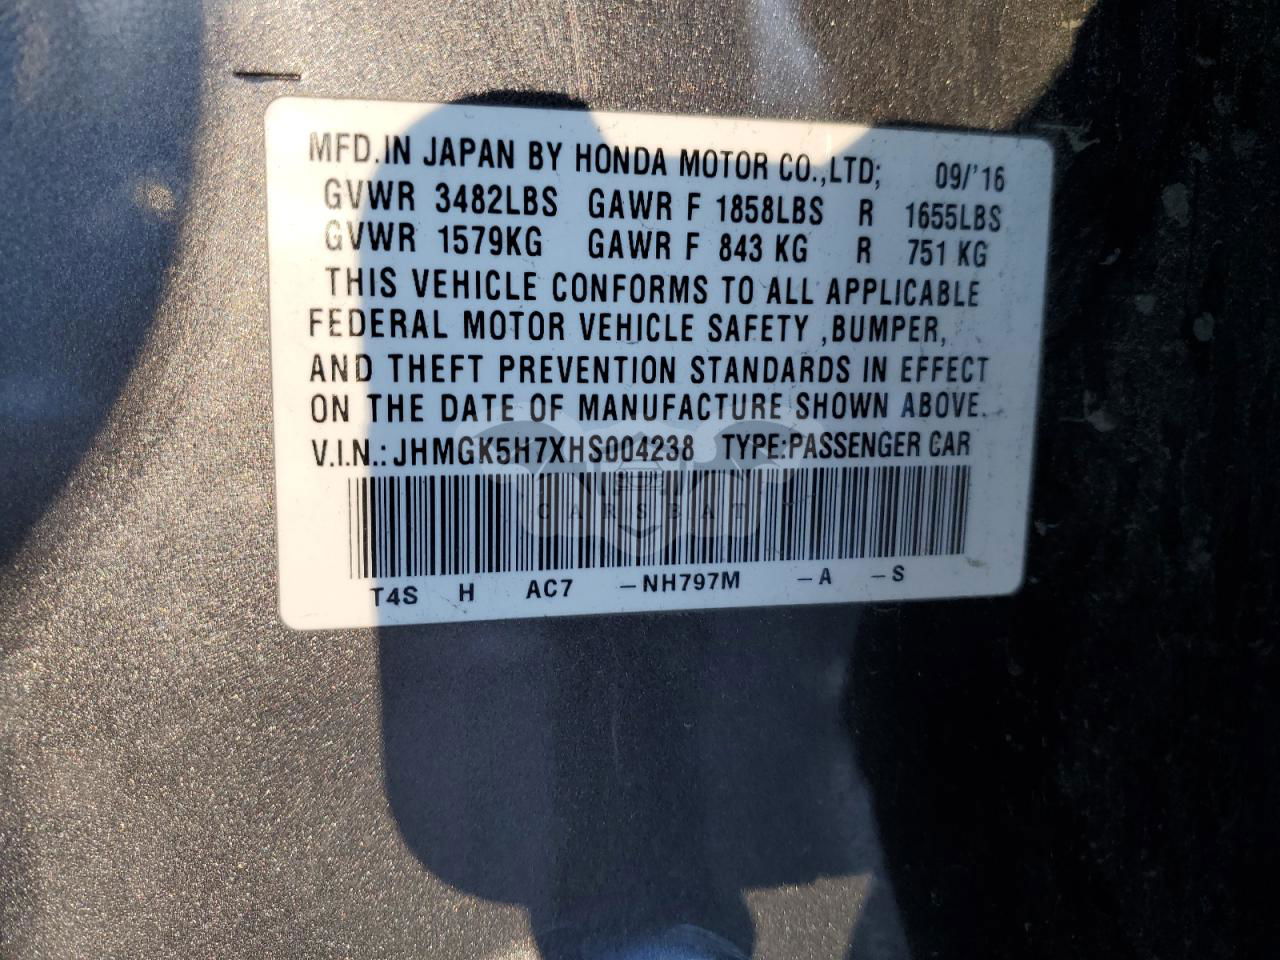 MFD.IN JAPAN BY HONDA MOTOR CO.,LTD; 09/'16
GVWR 3482LBS GAWR F 1858LBS R 1655LBS
GVWR 1579KG GAWR F 843 KG R 751 KG
THIS VEHICLE CONFORMS TO ALL APPLICABLE
FEDERAL MOTOR VEHICLE SAFETY ,BUMPER,
AND THEFT PREVENTION STANDARDS IN EFFECT
ON THE DATE OF MANUFACTURE SHOWN ABOVE.
V.I.N.:JHMGK5H7XHS004238 TYPE:PASSENGER CAR
CARSBAT
T4S H AC7 -NH797M -A -S